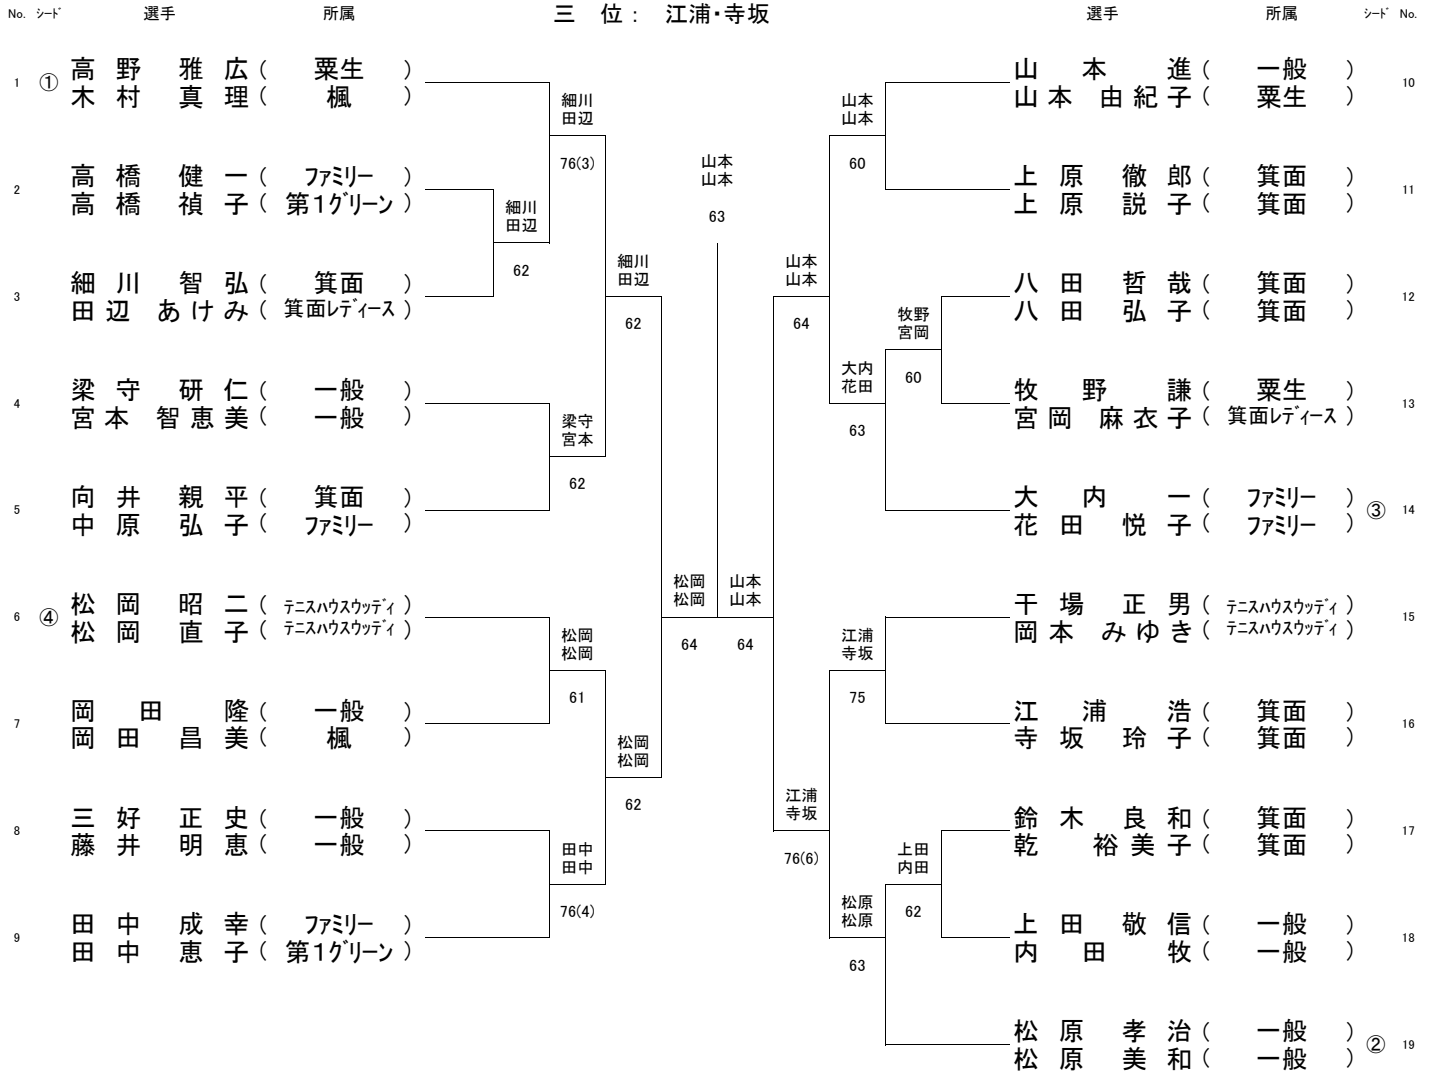 No. シード 選手 所属 三 位： 江浦・寺坂 選手 所属 シード No.
1 ① 高野 雅広（ 粟生 ）
木村 真理（ 楓 ）
細川
田辺
76(3)
2 高橋 健一（ ファミリー ）
高橋 禎子（ 第1グリーン ）
細川
田辺
62
3 細川 智弘（ 箕面 ）
田辺 あけみ（ 箕面レディース ）
細川
田辺
62
4 梁守 研仁（ 一般 ）
宮本 智恵美（ 一般 ）
梁守
宮本
62
5 向井 親平（ 箕面 ）
中原 弘子（ ファミリー ）
松岡
松岡
64
6 ④ 松岡 昭二（ テニスハウスウッディ ）
松岡 直子（ テニスハウスウッディ ）
松岡
松岡
61
7 岡田 隆（ 一般 ）
岡田 昌美（ 楓 ）
松岡
松岡
62
8 三好 正史（ 一般 ）
藤井 明恵（ 一般 ）
田中
田中
76(4)
9 田中 成幸（ ファミリー ）
田中 恵子（ 第1グリーン ）
山本
山本
63
山本 進（ 一般 ） 10
山本 由紀子（ 粟生 ）
山本
山本
60
上原 徹郎（ 箕面 ） 11
上原 説子（ 箕面 ）
山本
山本
64
八田 哲哉（ 箕面 ） 12
八田 弘子（ 箕面 ）
牧野
宮岡
60
牧野 謙（ 粟生 ） 13
宮岡 麻衣子（ 箕面レディース ）
大内
花田
63
大内 一（ ファミリー ） ③ 14
花田 悦子（ ファミリー ）
山本
山本
64
干場 正男（ テニスハウスウッディ ） 15
岡本 みゆき（ テニスハウスウッディ ）
江浦
寺坂
75
江浦 浩（ 箕面 ） 16
寺坂 玲子（ 箕面 ）
江浦
寺坂
76(6)
鈴木 良和（ 箕面 ） 17
乾 裕美子（ 箕面 ）
上田
内田
62
上田 敬信（ 一般 ） 18
内田 牧（ 一般 ）
松原
松原
63
松原 孝治（ 一般 ） ② 19
松原 美和（ 一般 ）